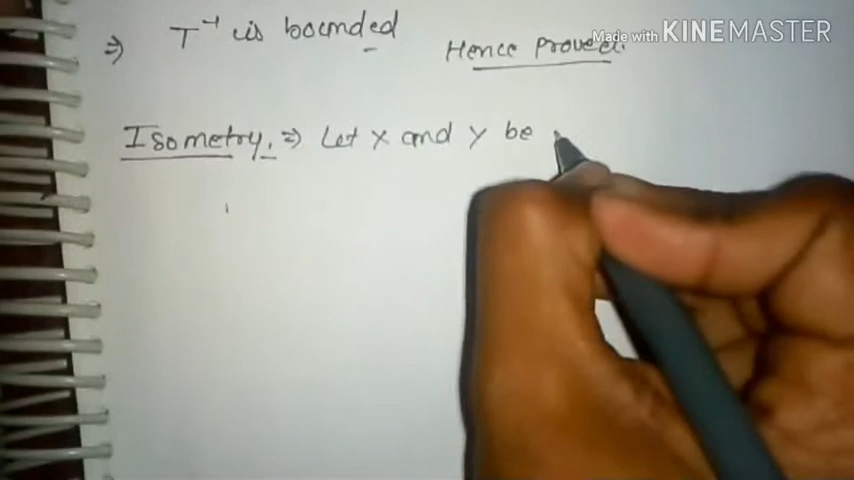 ⇒ T⁻¹ is bounded
Hence proved.
Made with KINEMASTER
Isometry. ⇒ Let X and Y be